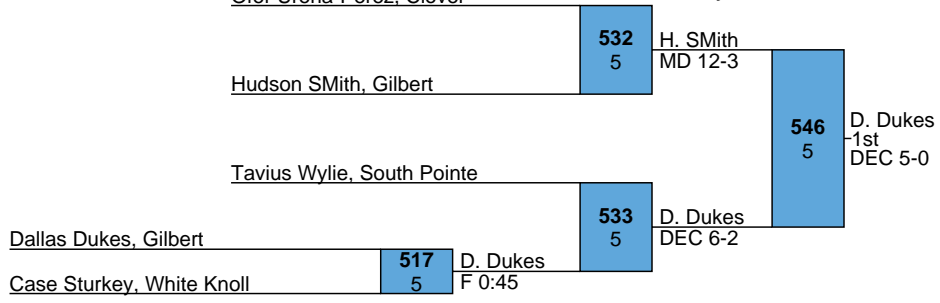 532
5
H. SMith
MD 12-3
Hudson SMith, Gilbert
546
5
D. Dukes
1st
DEC 5-0
Tavius Wylie, South Pointe
533
5
D. Dukes
DEC 6-2
Dallas Dukes, Gilbert
517
5
D. Dukes
F 0:45
Case Sturkey, White Knoll